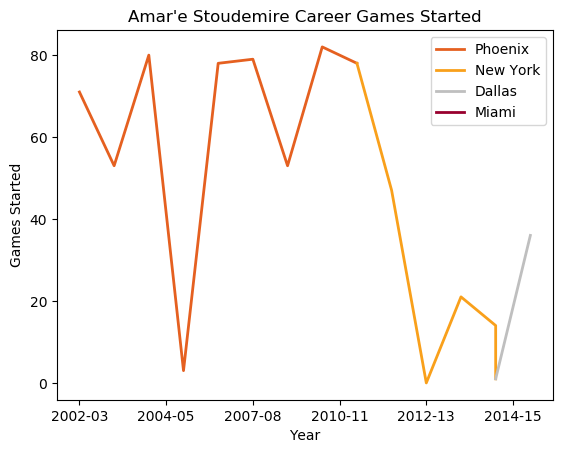 Amar'e Stoudemire Career Games Started
Phoenix
New York
Dallas
Miami
Games Started
80
60
40
20
0
2002-03
2004-05
2007-08
2010-11
2012-13
2014-15
Year